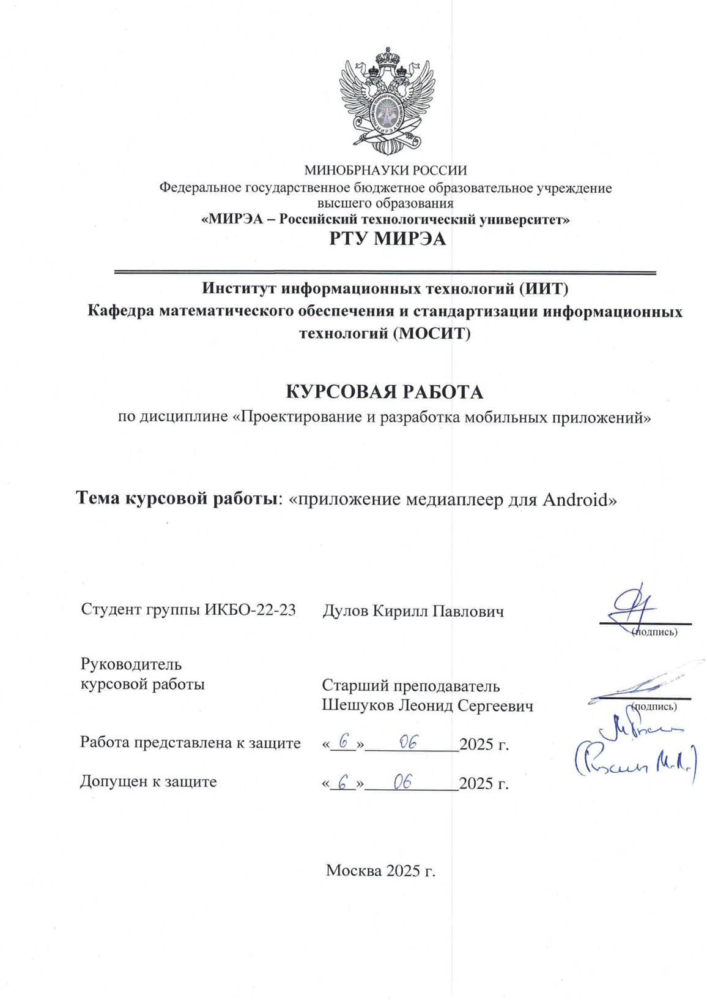 МИНОБРНАУКИ РОССИИ
Федеральное государственное бюджетное образовательное учреждение
высшего образования
«МИРЭА – Российский технологический университет»
РТУ МИРЭА
Институт информационных технологий (ИИТ)
Кафедра математического обеспечения и стандартизации информационных
технологий (МОСИТ)
КУРСОВАЯ РАБОТА
по дисциплине «Проектирование и разработка мобильных приложений»
Тема курсовой работы: «приложение медиаплеер для Android»
Студент группы ИКБО-22-23 Дулов Кирилл Павлович
(подпись)
Руководитель
курсовой работы Старший преподаватель
Шешуков Леонид Сергеевич
(подпись)
Работа представлена к защите «6» 06 2025 г.
Допущен к защите «6» 06 2025 г.
Москва 2025 г.